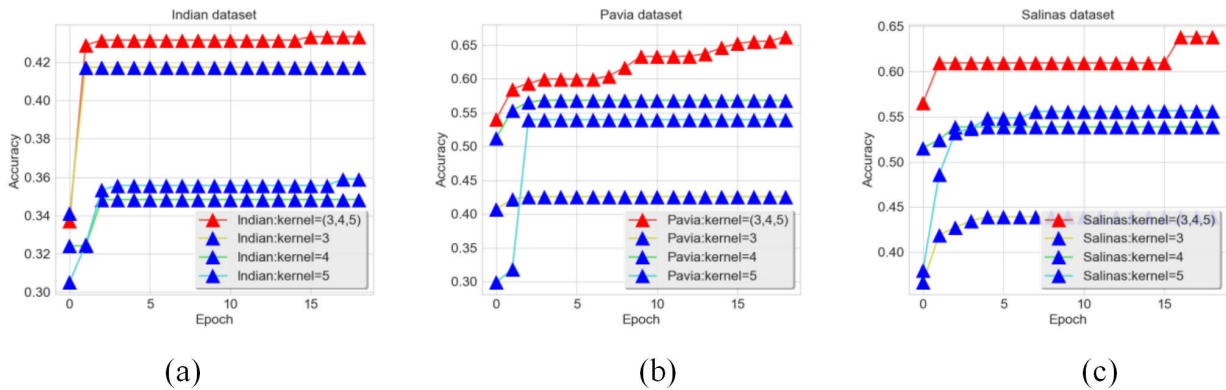 Indian dataset
Accuracy
0.42
0.40
0.38
0.36
0.34
0.32
0.30
0
5
10
15
Epoch
Indian:kernel=(3,4,5)
Indian:kernel=3
Indian:kernel=4
Indian:kernel=5
(a)
Pavia dataset
Accuracy
0.65
0.60
0.55
0.50
0.45
0.40
0.35
0.30
0
5
10
15
Epoch
Pavia:kernel=(3,4,5)
Pavia:kernel=3
Pavia:kernel=4
Pavia:kernel=5
(b)
Salinas dataset
Accuracy
0.65
0.60
0.55
0.50
0.45
0.40
0
5
10
15
Epoch
Salinas:kernel=(3,4,5)
Salinas:kernel=3
Salinas:kernel=4
Salinas:kernel=5
(c)